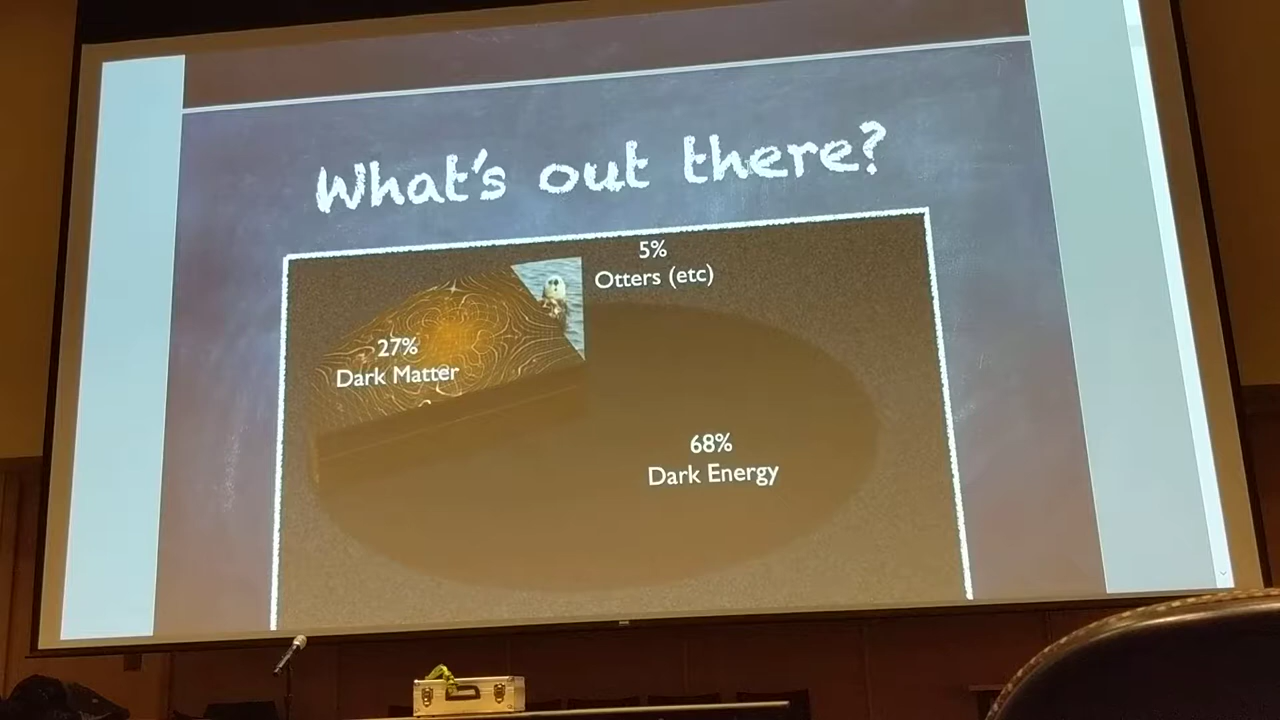 What's out there?
5%
Otters (etc)
27%
Dark Matter
68%
Dark Energy